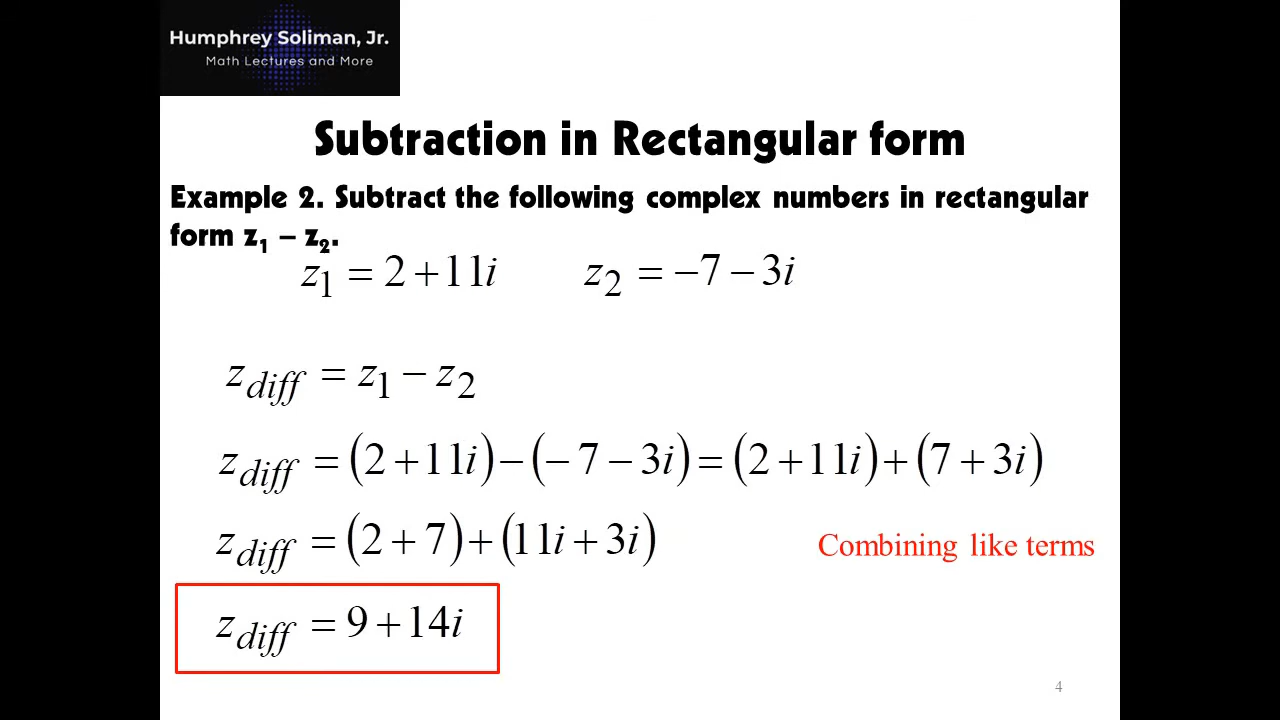 Humphrey Soliman, Jr.
Math Lectures and More
Subtraction in Rectangular form
Example 2. Subtract the following complex numbers in rectangular
form z₁ – z₂.
z₁ = 2 + 11i z₂ = −7 − 3i
z_diff = z₁ − z₂
z_diff = (2 + 11i) − (− 7 − 3i) = (2 + 11i) + (7 + 3i)
z_diff = (2 + 7) + (11i + 3i) Combining like terms
z_diff = 9 + 14i
4